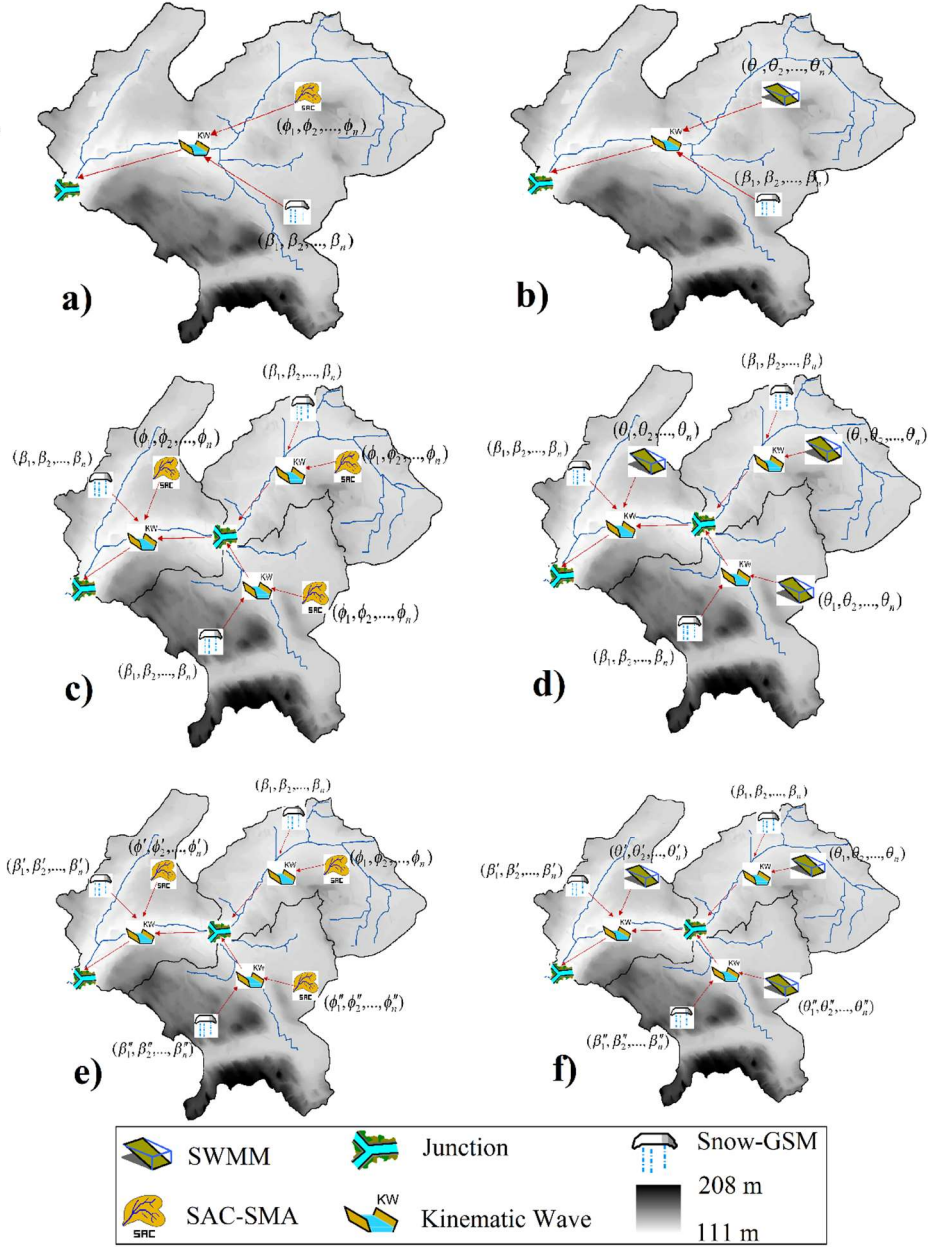 (θ₁,θ₂,...,θₙ)
KW
SAC
(ϕ₁,ϕ₂,...,ϕₙ)
KW
(β₁,β₂,...,βₙ)
(β₁,β₂,...,βₙ)
a)
b)
(β₁,β₂,...,βₙ)
(β₁,β₂,...,βₙ)
(ϕ₁,ϕ₂,...,ϕₙ)
(θ₁,θ₂,...,θₙ)
(θ₁,θ₂,...,θₙ)
(β₁,β₂,...,βₙ)
KW
(ϕ₁,ϕ₂,...,ϕₙ)
(β₁,β₂,...,βₙ)
KW
SAC
SAC
KW
KW
KW
KW
SAC
(ϕ₁,ϕ₂,...,ϕₙ)
(θ₁,θ₂,...,θₙ)
(β₁,β₂,...,βₙ)
(β₁,β₂,...,βₙ)
c)
d)
(β₁,β₂,...,βₙ)
(β₁,β₂,...,βₙ)
(ϕ′₁,ϕ′₂,...,ϕ′ₙ)
(θ′₁,θ′₂,...,θ′ₙ)
(β′₁,β′₂,...,β′ₙ)
KW
(ϕ₁,ϕ₂,...,ϕₙ)
(β′₁,β′₂,...,β′ₙ)
KW
(θ₁,θ₂,...,θₙ)
SAC
SAC
KW
KW
KW
KW
SAC
(ϕ″₁,ϕ″₂,...,ϕ″ₙ)
(θ″₁,θ″₂,...,θ″ₙ)
(β″₁,β″₂,...,β″ₙ)
(β″₁,β″₂,...,β″ₙ)
e)
f)
SWMM
Junction
Snow-GSM
208 m
SAC
SAC-SMA
KW
Kinematic Wave
111 m